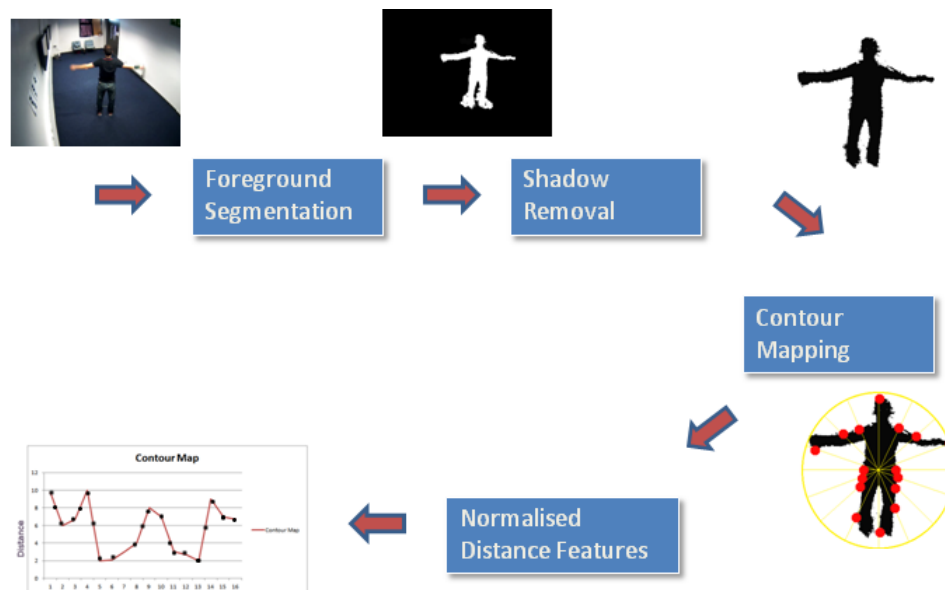 Foreground
Segmentation
Shadow
Removal
Contour
Mapping
Normalised
Distance Features
Contour Map
Distance
12
10
8
6
4
2
0
Contour Map
1 2 3 4 5 6 7 8 9 10 11 12 13 14 15 16